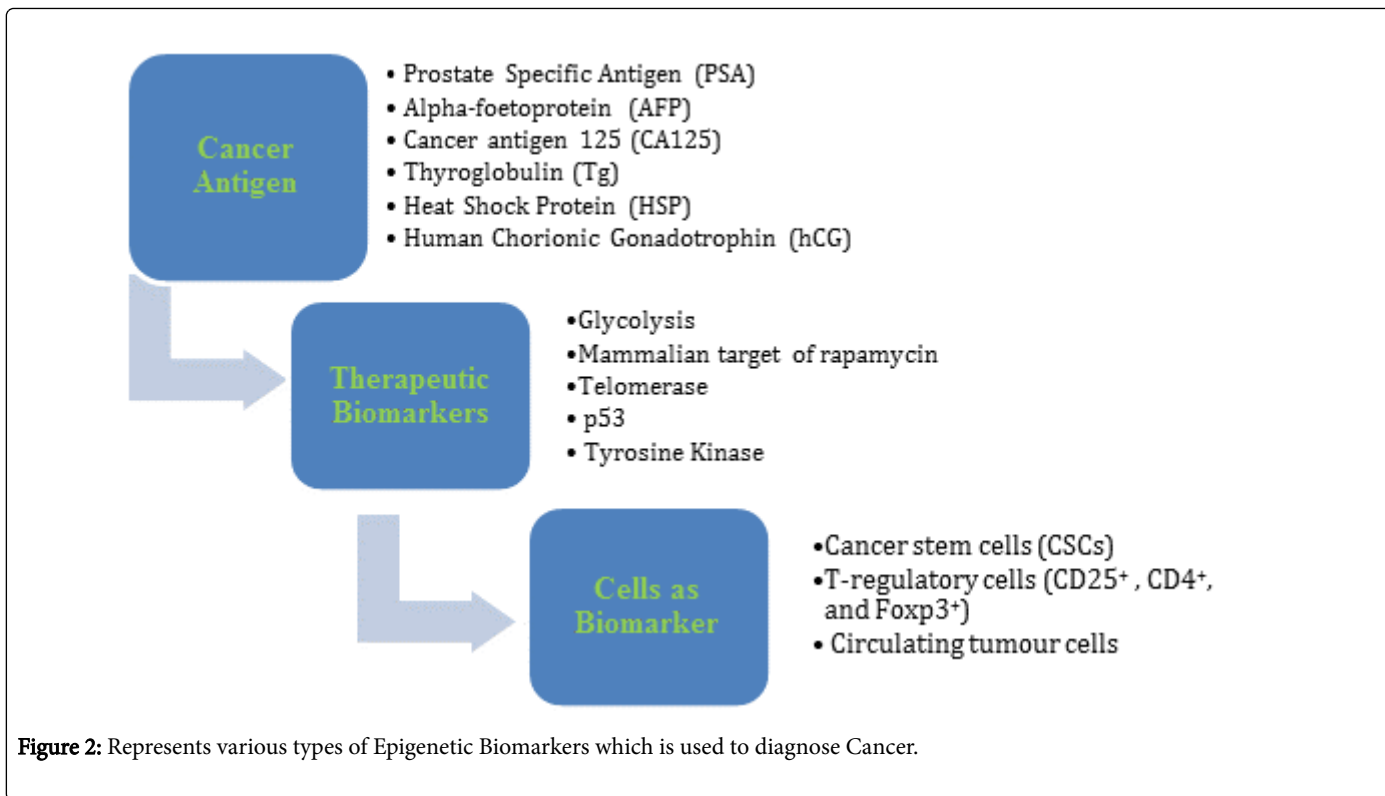 Cancer
Antigen
• Prostate Specific Antigen (PSA)
• Alpha-foetoprotein (AFP)
• Cancer antigen 125 (CA125)
• Thyroglobulin (Tg)
• Heat Shock Protein (HSP)
• Human Chorionic Gonadotrophin (hCG)
Therapeutic
Biomarkers
•Glycolysis
•Mammalian target of rapamycin
•Telomerase
• p53
• Tyrosine Kinase
Cells as
Biomarker
•Cancer stem cells (CSCs)
•T-regulatory cells (CD25⁺ , CD4⁺,
and Foxp3⁺)
• Circulating tumour cells
Figure 2: Represents various types of Epigenetic Biomarkers which is used to diagnose Cancer.